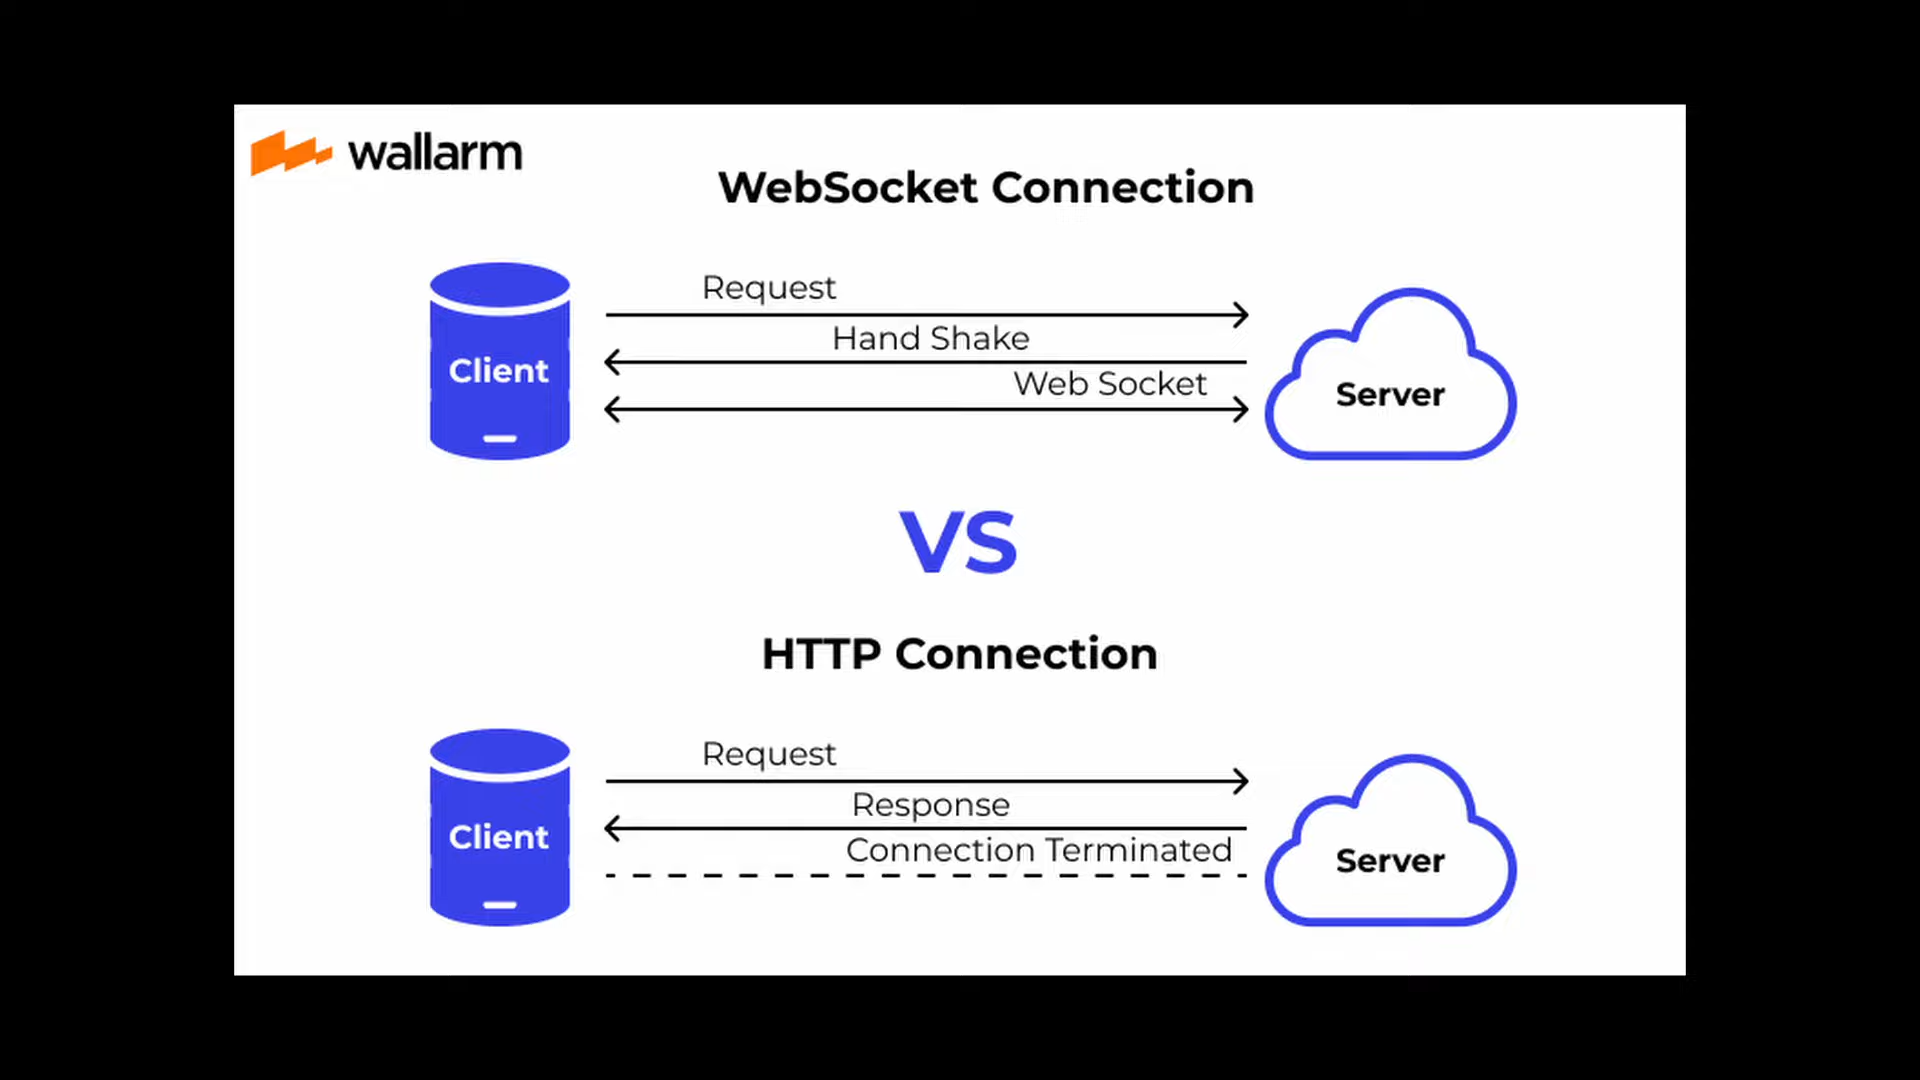 wallarm
WebSocket Connection
Request
Hand Shake
Web Socket
Client
Server
VS
HTTP Connection
Request
Response
Connection Terminated
Client
Server